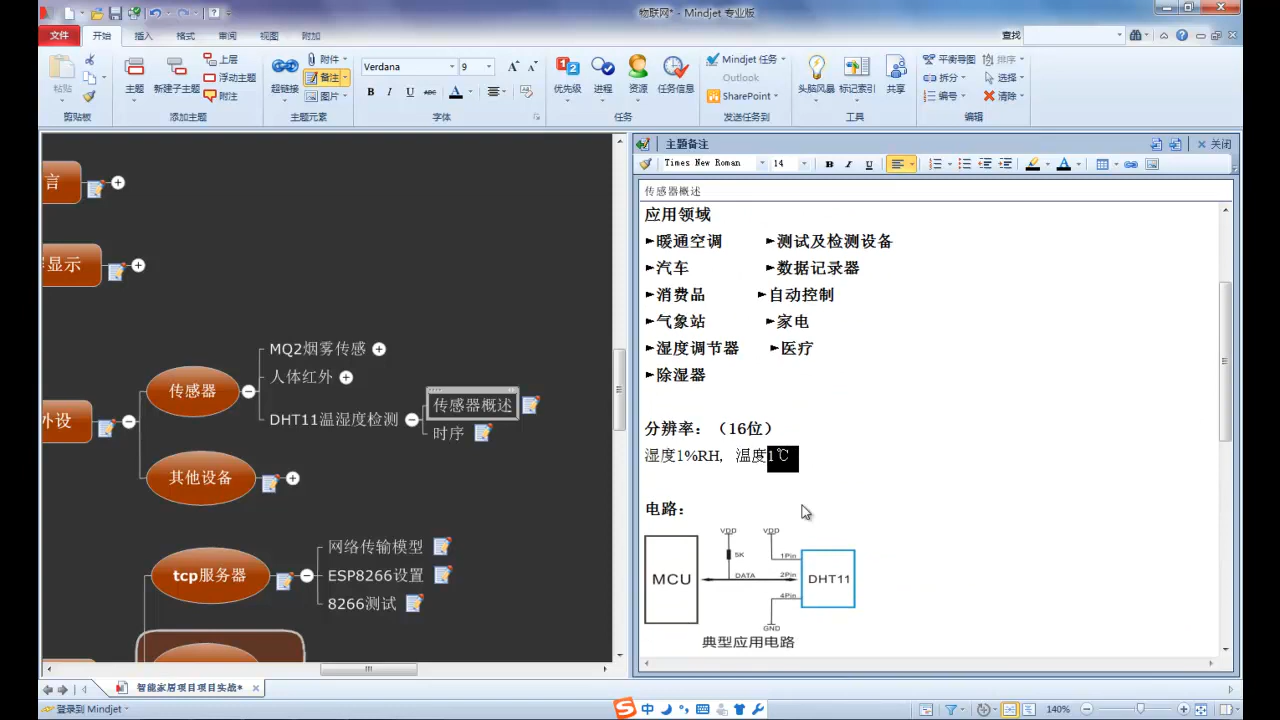 物联网* - Mindjet 专业版
文件
开始
插入
格式
审阅
视图
附加
查找
粘贴
剪贴板
主题
新建子主题
上层
浮动主题
附注
添加主题
超链接
附件
备注
图片
主题元素
Verdana
9
B I U abc A
字体
优先级
进程
资源
任务信息
任务
Mindjet 任务
Outlook
SharePoint
发送任务到
头脑风暴
标记索引
共享
工具
平衡导图
拆分
编号
排序
选择
清除
编辑
言
显示
外设
传感器
MQ2烟雾传感
人体红外
DHT11温湿度检测
传感器概述
时序
其他设备
tcp服务器
网络传输模型
ESP8266设置
8266测试
主题备注
关闭
Times New Roman
14
B I U
传感器概述
应用领域
►暖通空调 ►测试及检测设备
►汽车 ►数据记录器
►消费品 ►自动控制
►气象站 ►家电
►湿度调节器 ►医疗
►除湿器
分辨率：（16位）
湿度1%RH, 温度1℃
电路：
VDD VDD
5K
1Pin
MCU
DATA
2Pin
DHT11
4Pin
GND
典型应用电路
智能家居项目项目实战*
登录到 Mindjet
中
140%